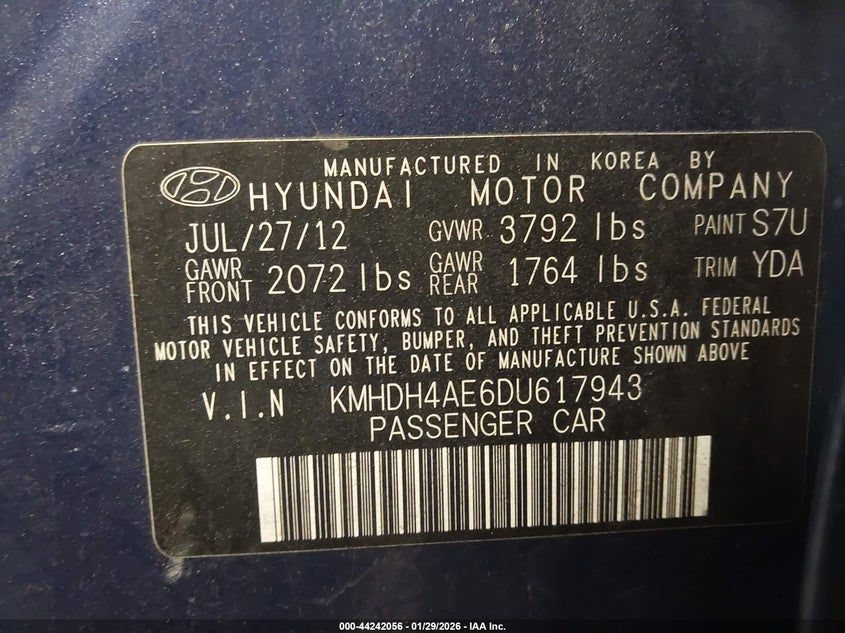 MANUFACTURED IN KOREA BY
HYUNDAI MOTOR COMPANY
JUL/27/12 GVWR 3792 lbs PAINT S7U
GAWR FRONT 2072 lbs GAWR REAR 1764 lbs TRIM YDA
THIS VEHICLE CONFORMS TO ALL APPLICABLE U.S.A. FEDERAL
MOTOR VEHICLE SAFETY, BUMPER, AND THEFT PREVENTION STANDARDS
IN EFFECT ON THE DATE OF MANUFACTURE SHOWN ABOVE
V.I.N KMHDH4AE6DU617943
PASSENGER CAR
000-44242056 - 01/29/2026 - IAA Inc.